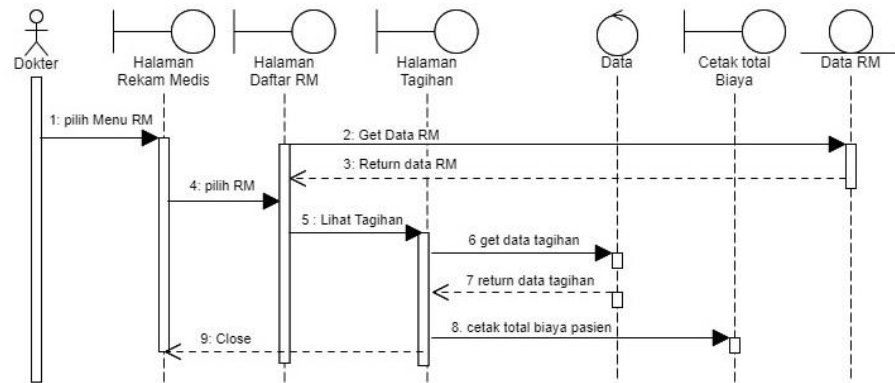 Dokter
Halaman
Rekam Medis
Halaman
Daftar RM
Halaman
Tagihan
Data
Cetak total
Biaya
Data RM
1: pilih Menu RM
2: Get Data RM
3: Return data RM
4: pilih RM
5 : Lihat Tagihan
6 get data tagihan
7 return data tagihan
8. cetak total biaya pasien
9: Close